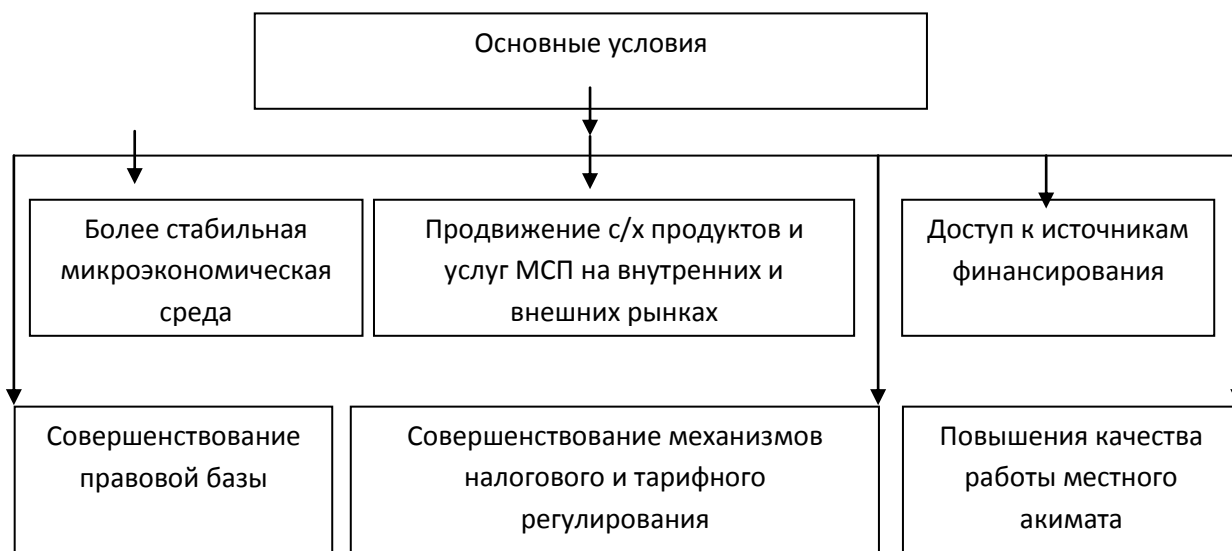 Основные условия
Более стабильная
микроэкономическая
среда
Продвижение с/х продуктов и
услуг МСП на внутренних и
внешних рынках
Доступ к источникам
финансирования
Совершенствование
правовой базы
Совершенствование механизмов
налогового и тарифного
регулирования
Повышения качества
работы местного
акимата